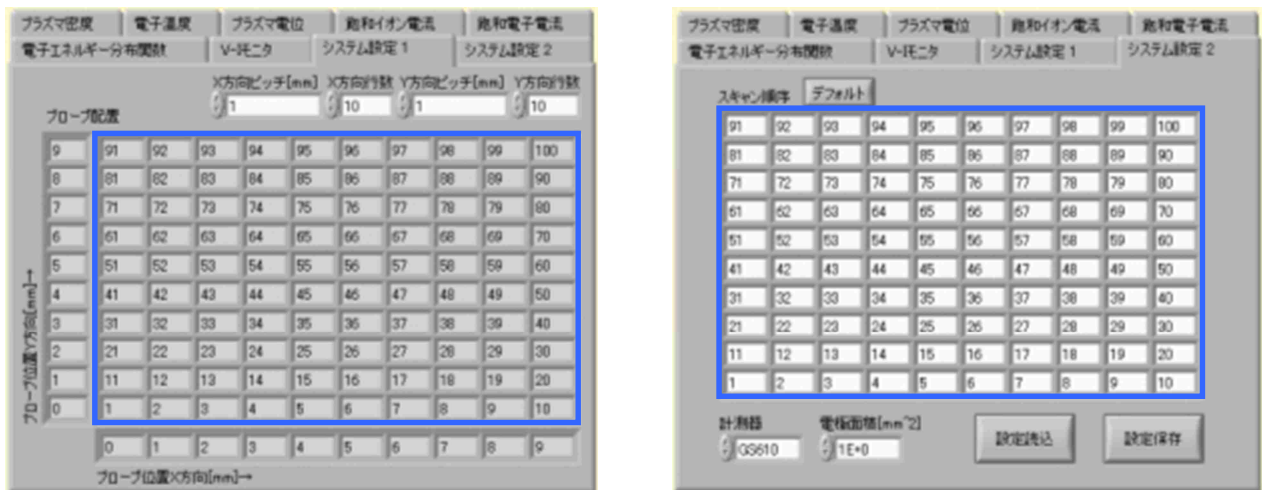 プラズマ密度 電子温度 プラズマ電位 飽和イオン電流 飽和電子電流
電子エネルギー分布関数 V-Iモニタ システム設定 1 システム設定 2
X方向ピッチ[mm] X方向行数 Y方向ピッチ[mm] Y方向行数
1 10 1 10
プローブ配置
9 91 92 93 94 95 96 97 98 99 100
8 81 82 83 84 85 86 87 88 89 90
7 71 72 73 74 75 76 77 78 79 80
6 61 62 63 64 65 66 67 68 69 70
5 51 52 53 54 55 56 57 58 59 60
4 41 42 43 44 45 46 47 48 49 50
3 31 32 33 34 35 36 37 38 39 40
2 21 22 23 24 25 26 27 28 29 30
1 11 12 13 14 15 16 17 18 19 20
0 1 2 3 4 5 6 7 8 9 10
プローブ位置Y方向[mm]→
0 1 2 3 4 5 6 7 8 9
プローブ位置X方向[mm]→
プラズマ密度 電子温度 プラズマ電位 飽和イオン電流 飽和電子電流
電子エネルギー分布関数 V-Iモニタ システム設定 1 システム設定 2
スキャン順序 デフォルト
91 92 93 94 95 96 97 98 99 100
81 82 83 84 85 86 87 88 89 90
71 72 73 74 75 76 77 78 79 80
61 62 63 64 65 66 67 68 69 70
51 52 53 54 55 56 57 58 59 60
41 42 43 44 45 46 47 48 49 50
31 32 33 34 35 36 37 38 39 40
21 22 23 24 25 26 27 28 29 30
11 12 13 14 15 16 17 18 19 20
1 2 3 4 5 6 7 8 9 10
計測器 電極面積[mm^2]
GS610 1E+0 設定読込 設定保存